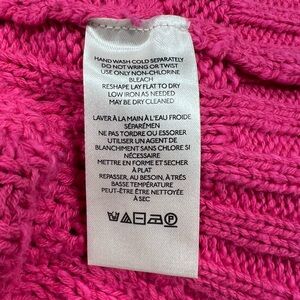 HAND WASH COLD SEPARATELY
DO NOT WRING OR TWIST
USE ONLY NON-CHLORINE
BLEACH
RESHAPE LAY FLAT TO DRY
LOW IRON AS NEEDED
MAY BE DRY CLEANED
LAVER À LA MAIN À L'EAU FROIDE
SÉPARÉMEN
NE PAS TORDRE OU ESSORER
UTILISER UN AGENT DE
BLANCHIMENT SANS CHLORE SI
NÉCESSAIRE
METTRE EN FORME ET SÉCHER
À PLAT
REPASSER, AU BESOIN, À TRÈS
BASSE TEMPÉRATURE
PEUT ÊTRE NETTOYÉE
À SEC